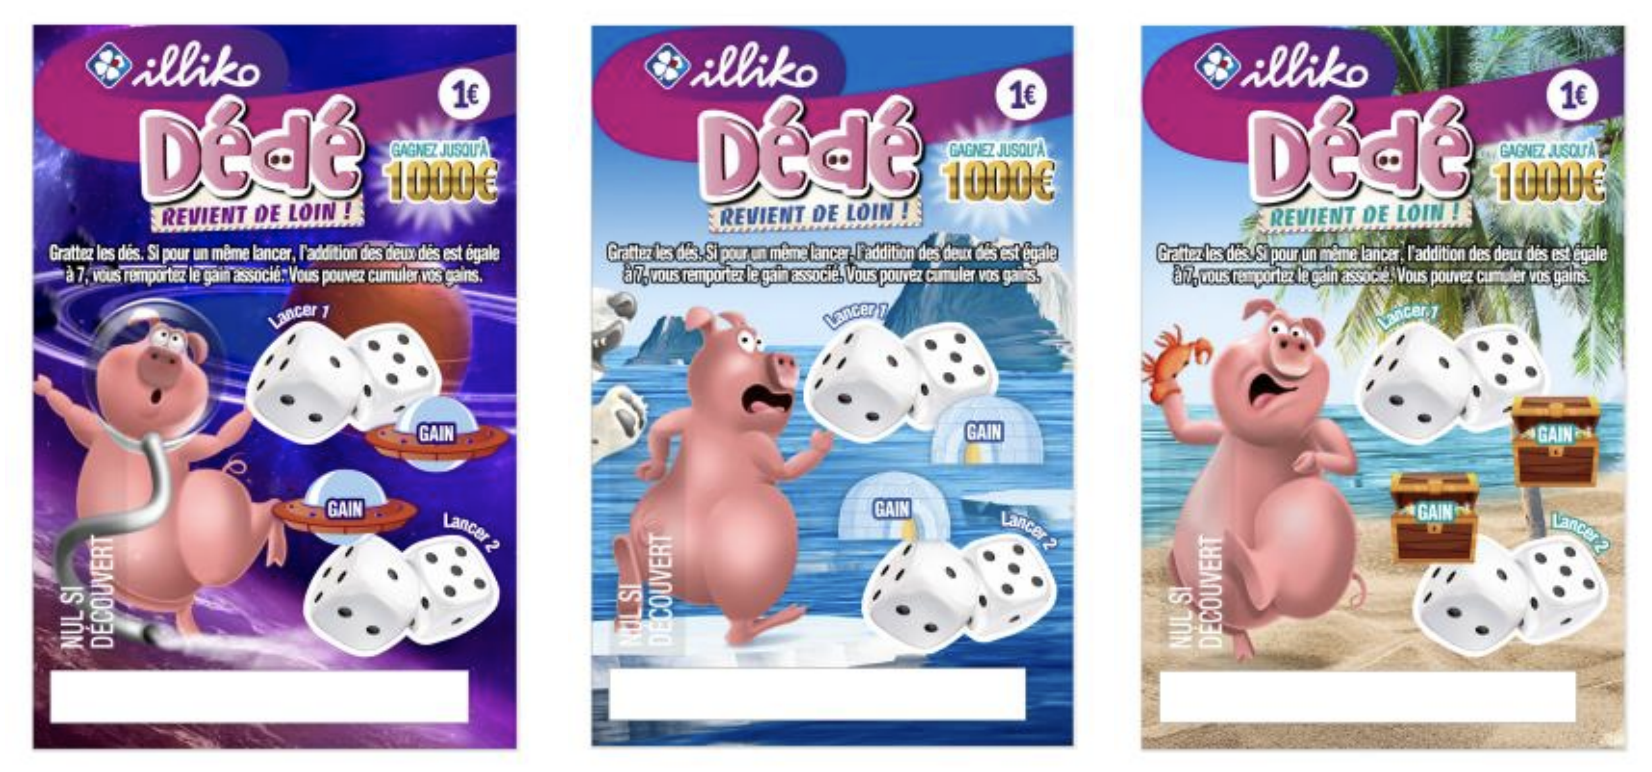 illiko
1€
Dédé
GAGNEZ JUSQU'À
1000€
REVIENT DE LOIN !
Grattez les dés. Si pour un même lancer, l'addition des deux dés est égale
à 7, vous remportez le gain associé. Vous pouvez cumuler vos gains.
Lancer 1
GAIN
GAIN
Lancer 2
NUL SI
DÉCOUVERT
illiko
1€
Dédé
GAGNEZ JUSQU'À
1000€
REVIENT DE LOIN !
Grattez les dés. Si pour un même lancer, l'addition des deux dés est égale
à 7, vous remportez le gain associé. Vous pouvez cumuler vos gains.
Lancer 1
GAIN
GAIN
Lancer 2
NUL SI
DÉCOUVERT
illiko
1€
Dédé
GAGNEZ JUSQU'À
1000€
REVIENT DE LOIN !
Grattez les dés. Si pour un même lancer, l'addition des deux dés est égale
à 7, vous remportez le gain associé. Vous pouvez cumuler vos gains.
Lancer 1
GAIN
GAIN
Lancer 2
NUL SI
DÉCOUVERT